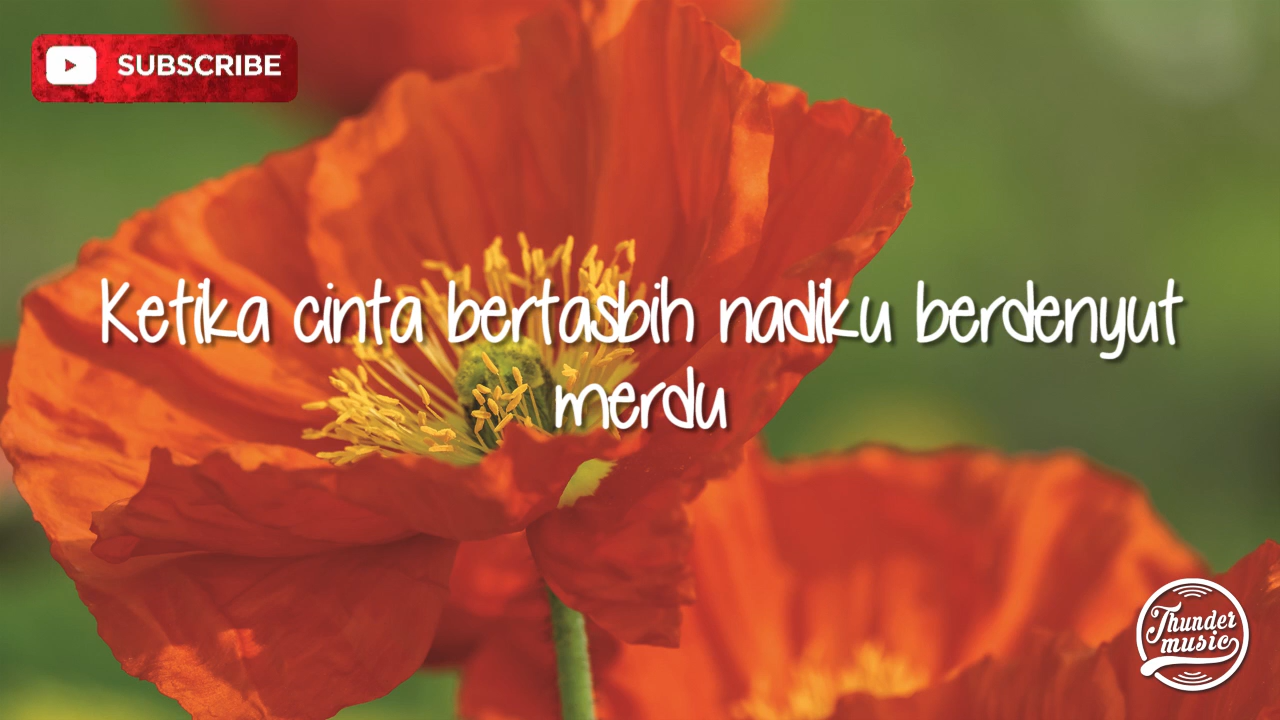 SUBSCRIBE
Ketika cinta bertasbih nadiku berdenyut
merdu
Thunder
music